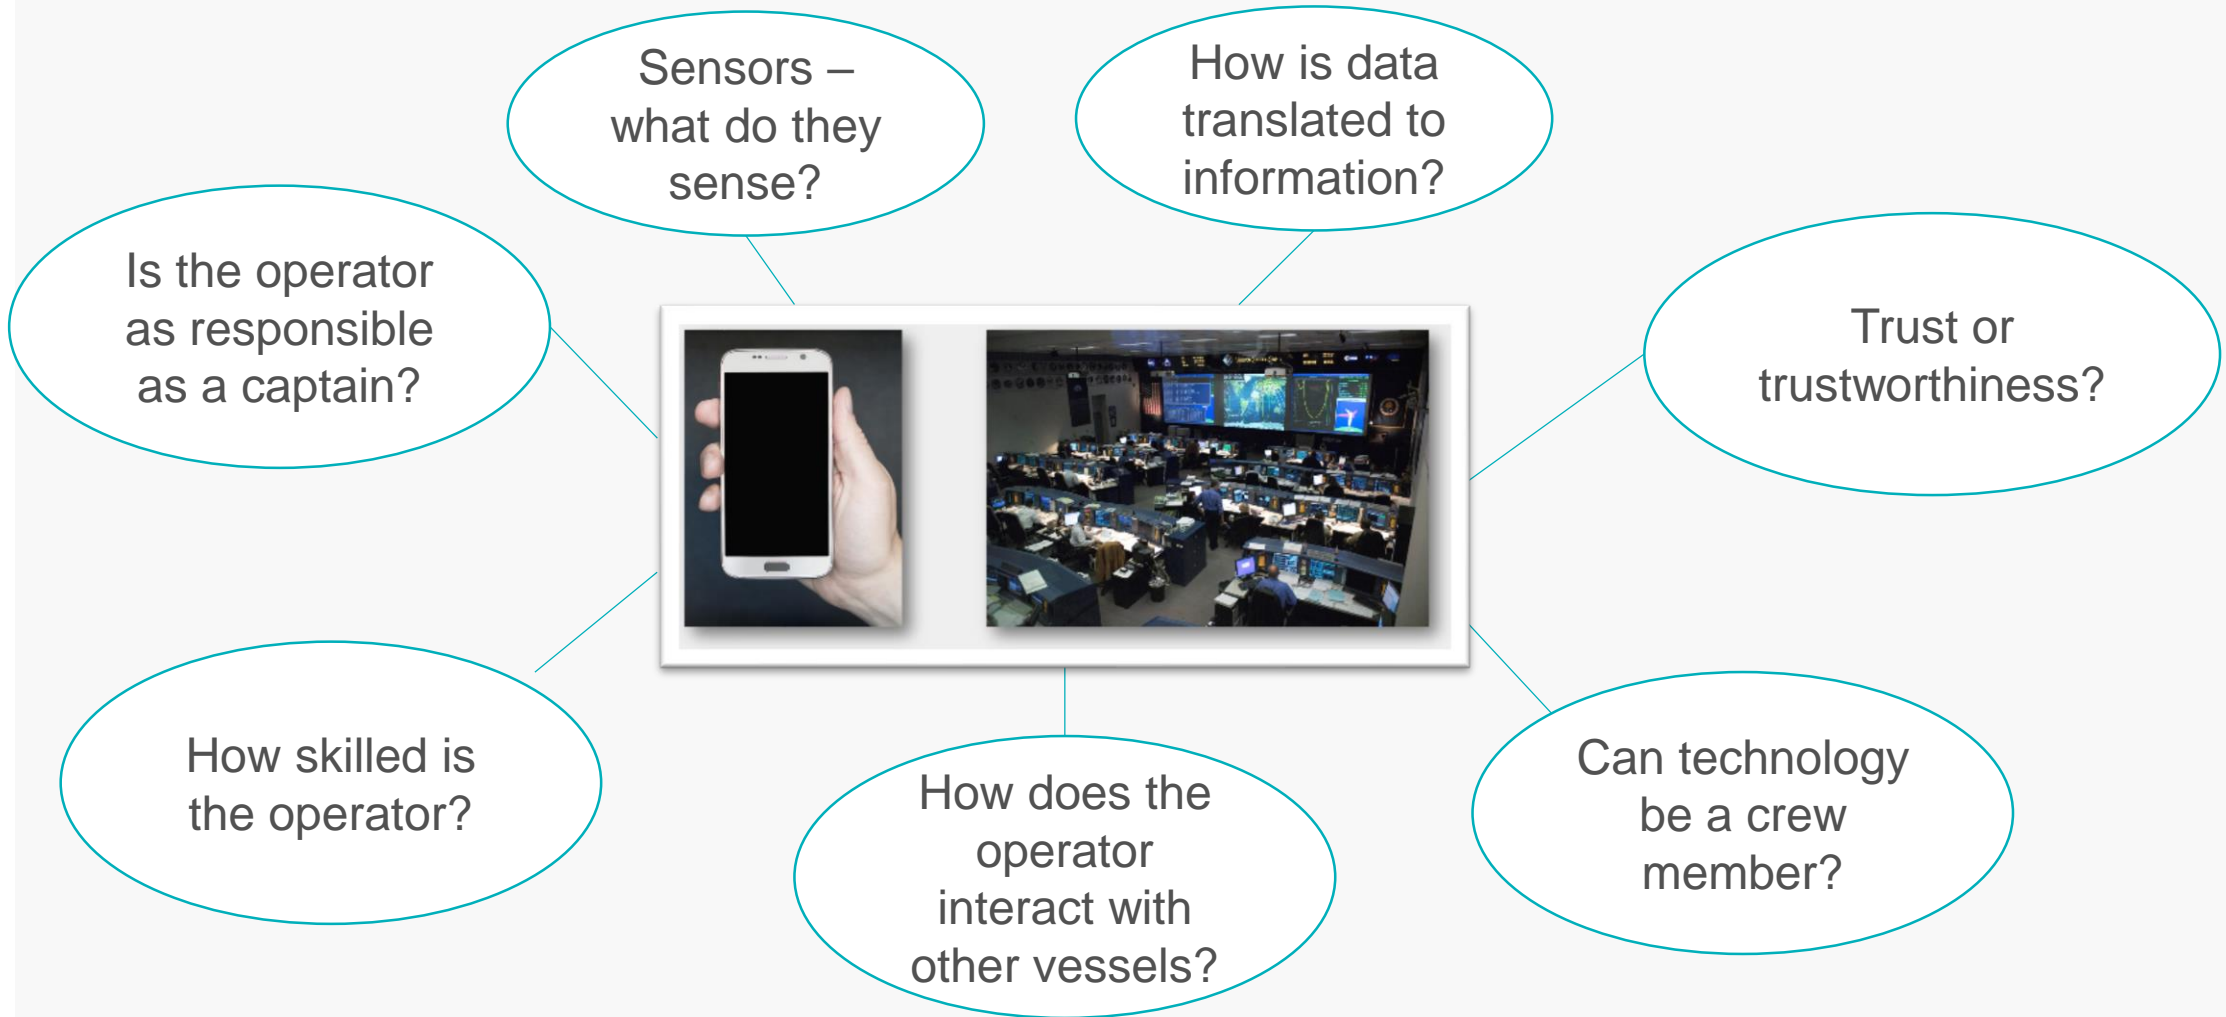 Sensors –
what do they
sense?
How is data
translated to
information?
Is the operator
as responsible
as a captain?
Trust or
trustworthiness?
How skilled is
the operator?
How does the
operator
interact with
other vessels?
Can technology
be a crew
member?